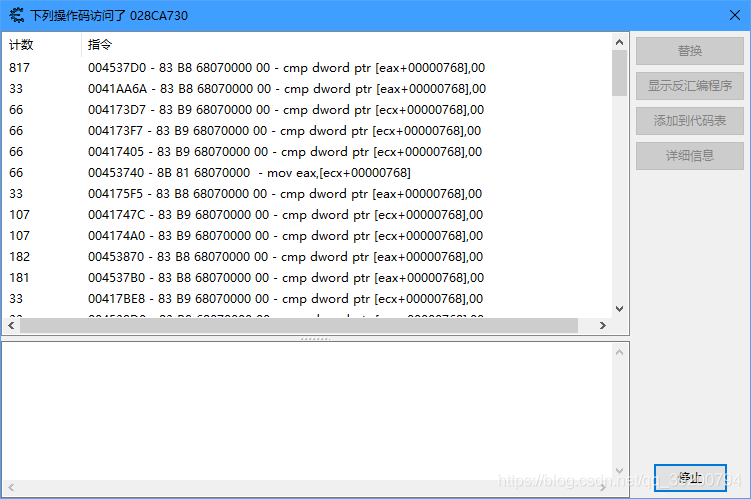 下列操作码访问了 028CA730
计数 指令
817 004537D0 - 83 B8 68070000 00 - cmp dword ptr [eax+00000768],00
33 0041AA6A - 83 B8 68070000 00 - cmp dword ptr [eax+00000768],00
66 004173D7 - 83 B9 68070000 00 - cmp dword ptr [ecx+00000768],00
66 004173F7 - 83 B9 68070000 00 - cmp dword ptr [ecx+00000768],00
66 00417405 - 83 B9 68070000 00 - cmp dword ptr [ecx+00000768],00
66 00453740 - 8B 81 68070000 - mov eax,[ecx+00000768]
33 004175F5 - 83 B8 68070000 00 - cmp dword ptr [eax+00000768],00
107 0041747C - 83 B9 68070000 00 - cmp dword ptr [ecx+00000768],00
107 004174A0 - 83 B9 68070000 00 - cmp dword ptr [ecx+00000768],00
182 00453870 - 83 B8 68070000 00 - cmp dword ptr [eax+00000768],00
181 004537B0 - 83 B8 68070000 00 - cmp dword ptr [eax+00000768],00
33 00417BE8 - 83 B9 68070000 00 - cmp dword ptr [ecx+00000768],00
替换
显示反汇编程序
添加到代码表
详细信息
停止